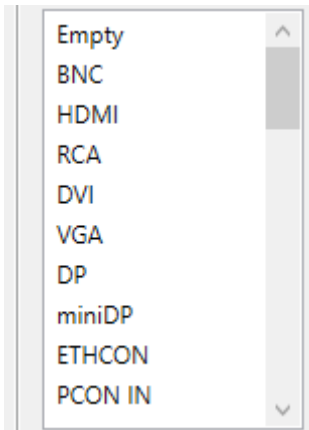 Empty
BNC
HDMI
RCA
DVI
VGA
DP
miniDP
ETHCON
PCON IN